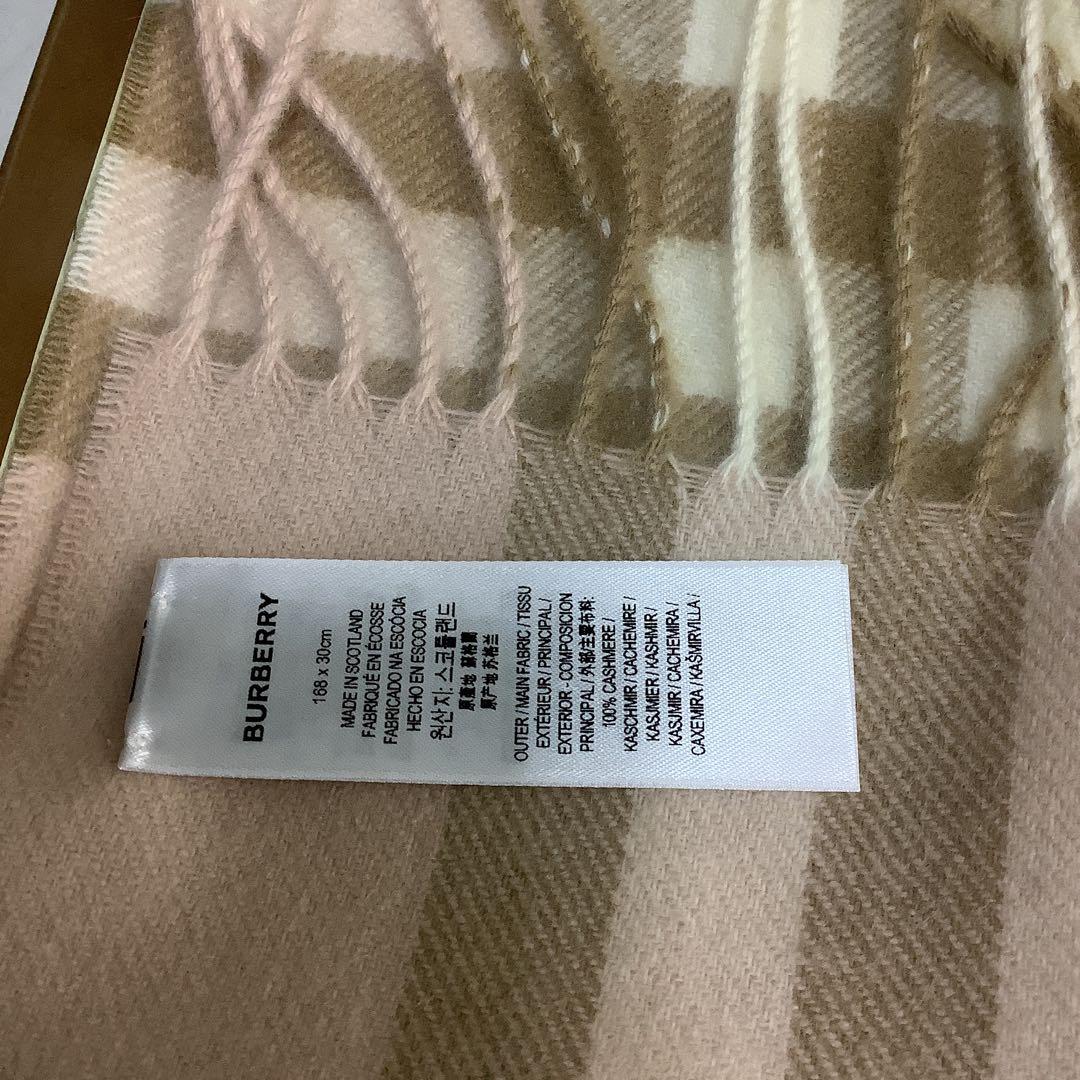 BURBERRY
168 x 30cm
MADE IN SCOTLAND
FABRIQUÉ EN ÉCOSSE
FABRICADO NA ESCÓCIA
HECHO EN ESCOCIA
원산지: 스코틀랜드
原產地 蘇格蘭
原产地 苏格兰
OUTER / MAIN FABRIC / TISSU
EXTÉRIEUR / PRINCIPAL /
EXTERIOR - COMPOSICION
PRINCIPAL / 外部/主要布料:
100% CASHMERE /
KASCHMIR / CACHEMIRE /
KASJMIER / KASHMIR /
KASJMIR / CACHEMIRA /
CAXEMIRA / KAŠMIRVILLA /